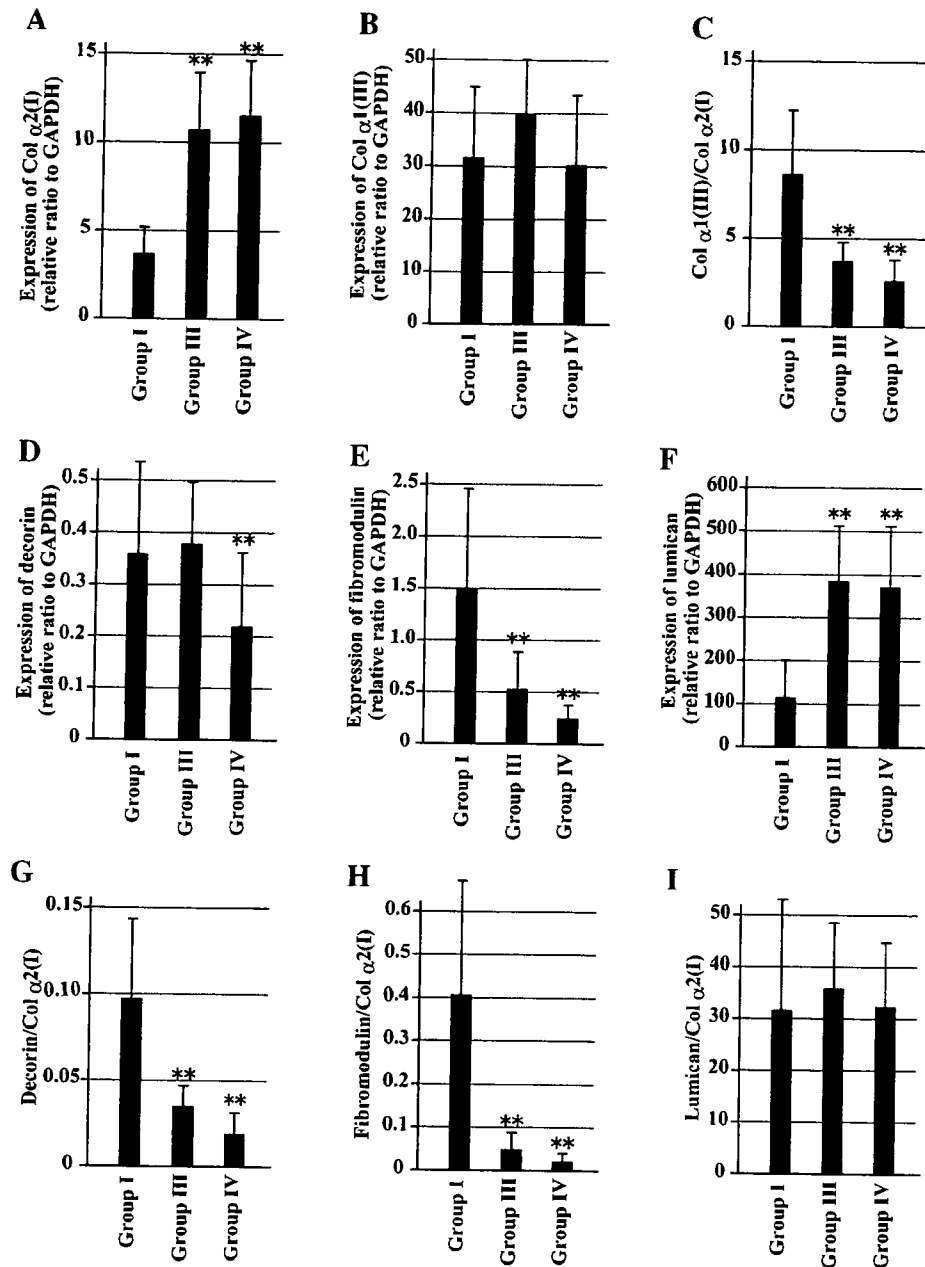 A
Expression of Col α2(I)
(relative ratio to GAPDH)
15
10
5
0
**
**
Group I
Group III
Group IV
B
Expression of Col α1(III)
(relative ratio to GAPDH)
50
40
30
20
10
0
Group I
Group III
Group IV
C
Col α1(III)/Col α2(I)
15
10
5
0
**
**
Group I
Group III
Group IV
D
Expression of decorin
(relative ratio to GAPDH)
0.5
0.4
0.3
0.2
0.1
0
**
Group I
Group III
Group IV
E
Expression of fibromodulin
(relative ratio to GAPDH)
2.5
2.0
1.5
1.0
0.5
0
**
**
Group I
Group III
Group IV
F
Expression of lumican
(relative ratio to GAPDH)
600
500
400
300
200
100
0
**
**
Group I
Group III
Group IV
G
Decorin/Col α2(I)
0.15
0.10
0.05
0
**
**
Group I
Group III
Group IV
H
Fibromodulin/Col α2(I)
0.6
0.5
0.4
0.3
0.2
0.1
0
**
**
Group I
Group III
Group IV
I
Lumican/Col α2(I)
50
40
30
20
10
0
Group I
Group III
Group IV